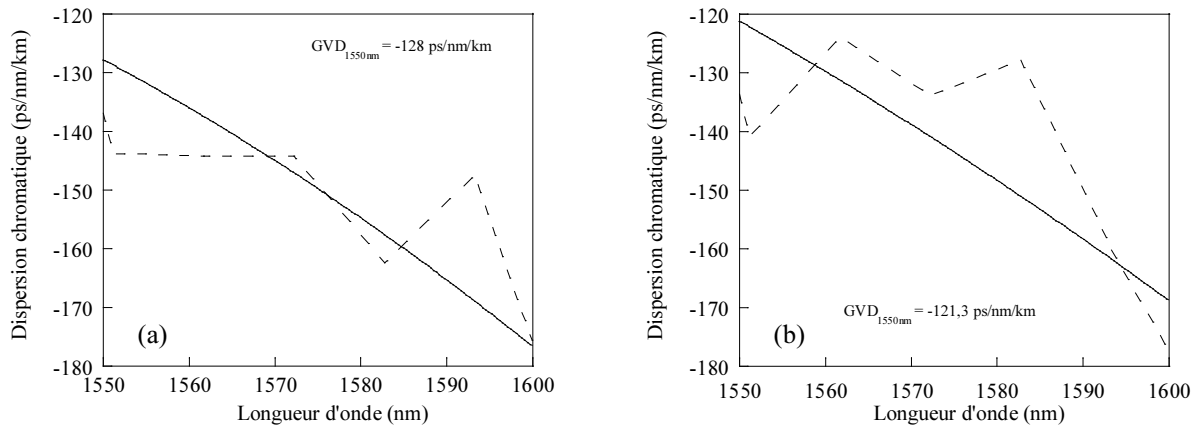 -120
-130
-140
-150
-160
-170
-180
Dispersion chromatique (ps/nm/km)
GVD1550nm = -128 ps/nm/km
(a)
1550 1560 1570 1580 1590 1600
Longueur d'onde (nm)
-120
-130
-140
-150
-160
-170
-180
Dispersion chromatique (ps/nm/km)
GVD1550nm = -121,3 ps/nm/km
(b)
1550 1560 1570 1580 1590 1600
Longueur d'onde (nm)